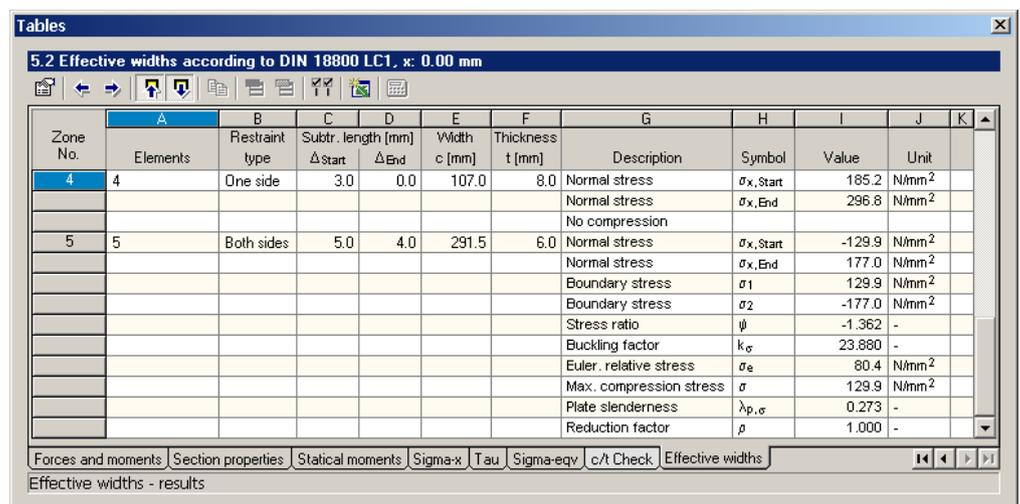 Tables
5.2 Effective widths according to DIN 18800 LC1, x: 0.00 mm
A B C D E F G H I J K
Zone No. Elements Restraint type Subtr. length [mm] Δ Start Δ End Width c [mm] Thickness t [mm] Description Symbol Value Unit
4 4 One side 3.0 0.0 107.0 8.0 Normal stress σx,Start 185.2 N/mm²
Normal stress σx,End 296.8 N/mm²
No compression
5 5 Both sides 5.0 4.0 291.5 6.0 Normal stress σx,Start -129.9 N/mm²
Normal stress σx,End 177.0 N/mm²
Boundary stress σ1 129.9 N/mm²
Boundary stress σ2 -177.0 N/mm²
Stress ratio ψ -1.362 -
Buckling factor kσ 23.880 -
Euler. relative stress σe 80.4 N/mm²
Max. compression stress σ 129.9 N/mm²
Plate slenderness λp,σ 0.273 -
Reduction factor ρ 1.000 -
Forces and moments Section properties Statical moments Sigma-x Tau Sigma-eqv c/t Check Effective widths
Effective widths - results